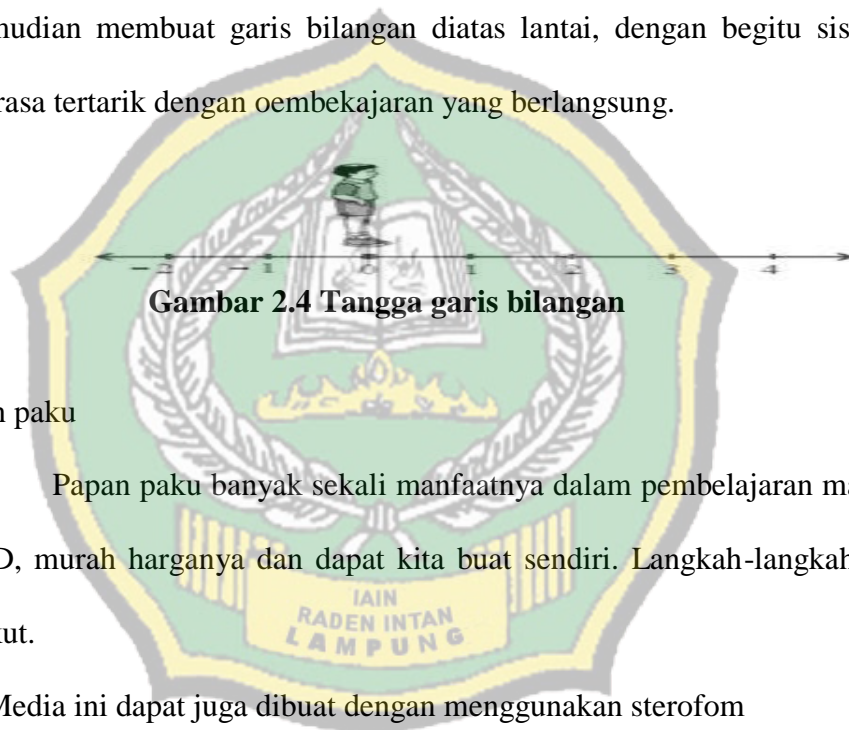 mudian membuat garis bilangan diatas lantai, dengan begitu sis
rasa tertarik dengan oembekajaran yang berlangsung.
-2 -1 0 1 2 3 4
Gambar 2.4 Tangga garis bilangan
n paku
Papan paku banyak sekali manfaatnya dalam pembelajaran ma
D, murah harganya dan dapat kita buat sendiri. Langkah-langkah
kut.
IAIN
RADEN INTAN
LAMPUNG
Media ini dapat juga dibuat dengan menggunakan sterofom